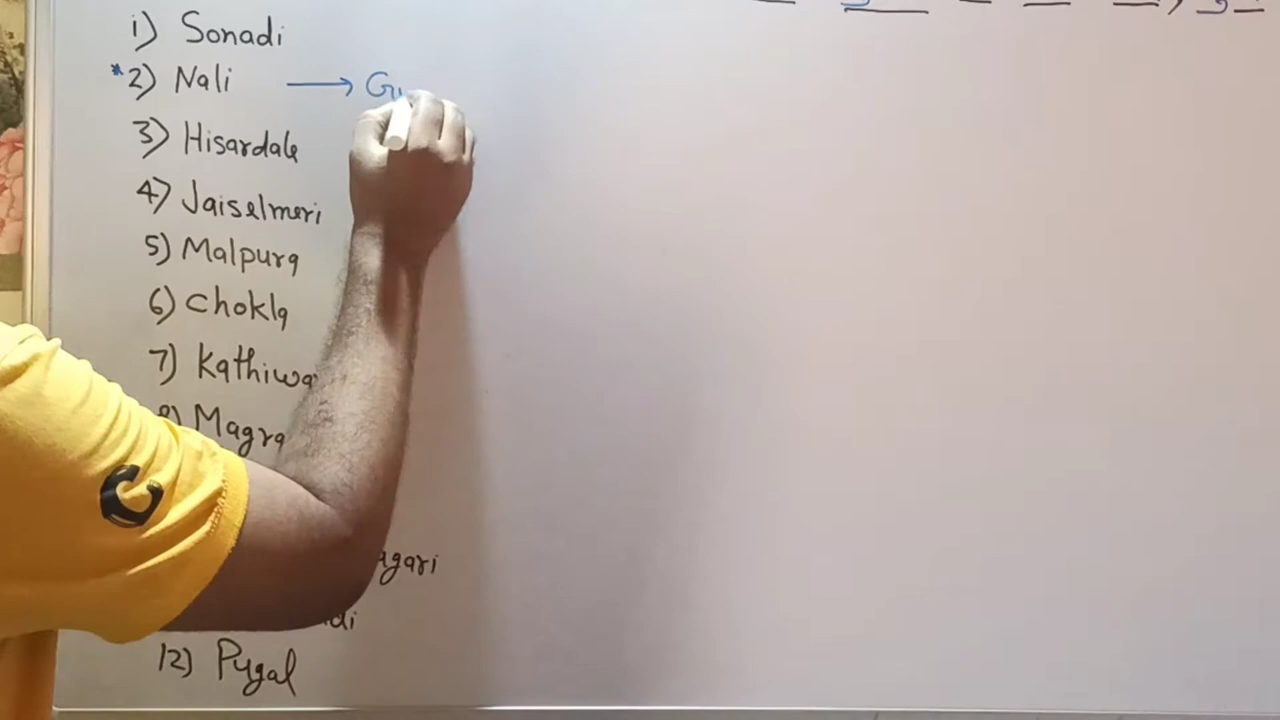 1) Sonadi
*2) Nali → Gu
3) Hisardale
4) Jaiselmeri
5) Malpura
6) Chokla
7) Kathiwa
8) Magra
agari
di
12) Pygal